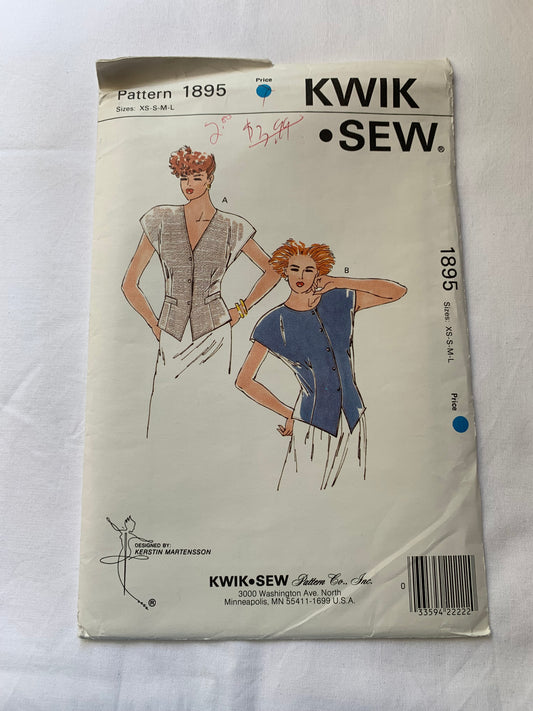 Pattern 1895
Sizes: XS-S-M-L
Price
KWIK
•SEW®
2.00 $2.94
A
B
1895
Sizes: XS-S-M-L
Price
DESIGNED BY:
KERSTIN MARTENSSON
®
KWIK•SEW Pattern Co., Inc.
3000 Washington Ave. North
Minneapolis, MN 55411-1699 U.S.A.
0
33594 22222